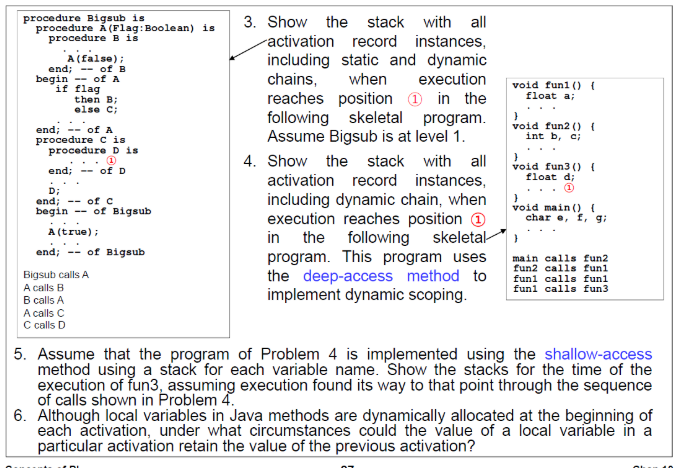 procedure Bigsub is
procedure A(Flag:Boolean) is
procedure B is
. . .
A(false);
end; -- of B
begin -- of A
if flag
then B;
else C;
. . .
end; -- of A
procedure C is
procedure D is
. . . ①
end; -- of D
. . .
D;
end; -- of C
begin -- of Bigsub
. . .
A(true);
. . .
end; -- of Bigsub
Bigsub calls A
A calls B
B calls A
A calls C
C calls D
3. Show the stack with all
activation record instances,
including static and dynamic
chains, when execution
reaches position ① in the
following skeletal program.
Assume Bigsub is at level 1.
4. Show the stack with all
activation record instances,
including dynamic chain, when
execution reaches position ①
in the following skeletal
program. This program uses
the deep-access method to
implement dynamic scoping.
void fun1() {
float a;
. . .
}
void fun2() {
int b, c;
. . .
}
void fun3() {
float d;
. . . ①
}
void main() {
char e, f, g;
. . .
}
main calls fun2
fun2 calls fun1
fun1 calls fun1
fun1 calls fun3
5. Assume that the program of Problem 4 is implemented using the shallow-access
method using a stack for each variable name. Show the stacks for the time of the
execution of fun3, assuming execution found its way to that point through the sequence
of calls shown in Problem 4.
6. Although local variables in Java methods are dynamically allocated at the beginning of
each activation, under what circumstances could the value of a local variable in a
particular activation retain the value of the previous activation?